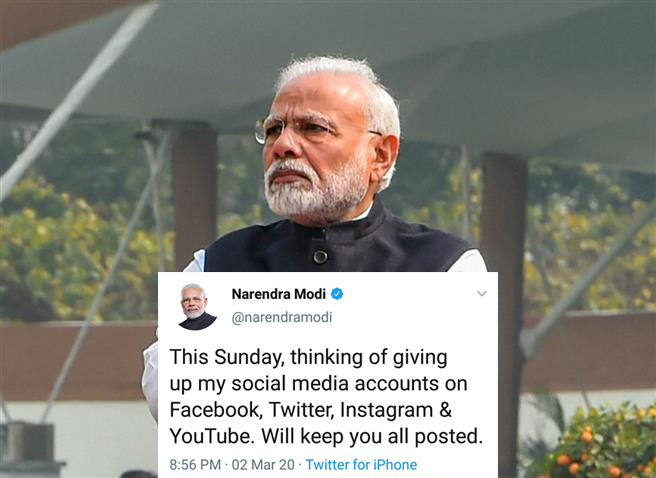 Narendra Modi
@narendramodi
This Sunday, thinking of giving
up my social media accounts on
Facebook, Twitter, Instagram &
YouTube. Will keep you all posted.
8:56 PM · 02 Mar 20 · Twitter for iPhone